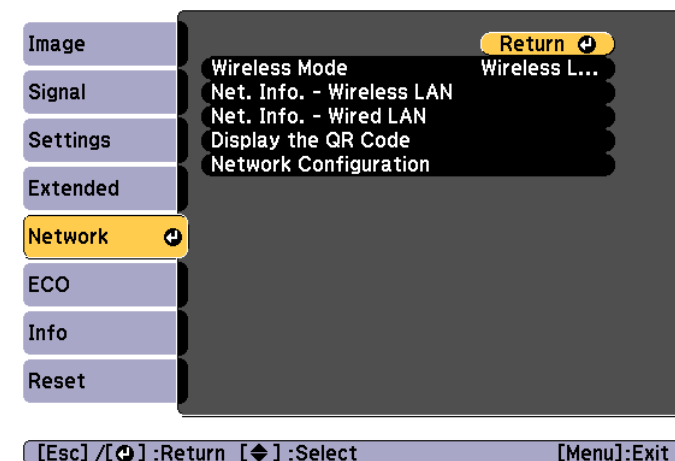 Image
Signal
Settings
Extended
Network
ECO
Info
Reset
Return
Wireless Mode Wireless L...
Net. Info. - Wireless LAN
Net. Info. - Wired LAN
Display the QR Code
Network Configuration
[Esc] /[⏎] :Return [◆] :Select [Menu]:Exit